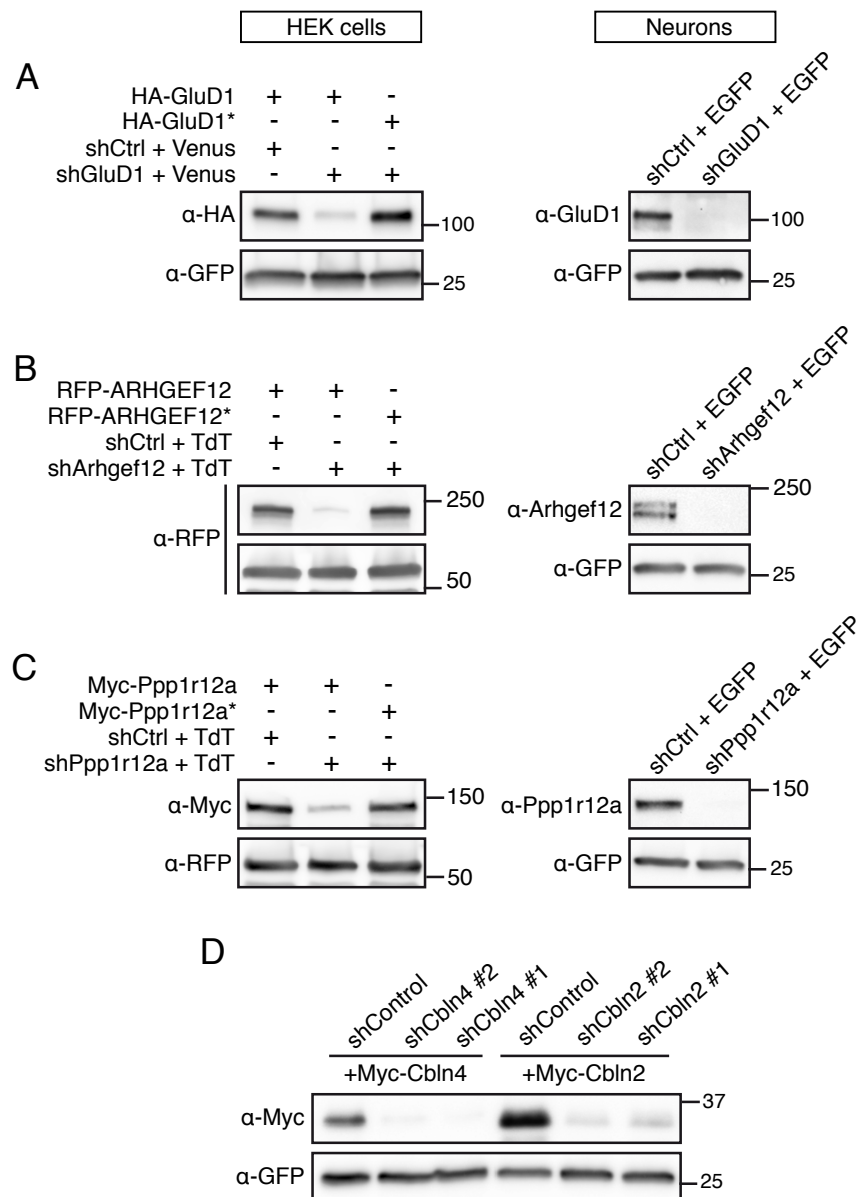 HEK cells
Neurons
A
HA-GluD1 + + -
HA-GluD1* - - +
shCtrl + Venus + - -
shGluD1 + Venus - + +
α-HA
100
α-GFP
25
shCtrl + EGFP
shGluD1 + EGFP
α-GluD1
100
α-GFP
25
B
RFP-ARHGEF12 + + -
RFP-ARHGEF12* - - +
shCtrl + TdT + - -
shArhgef12 + TdT - + +
α-RFP
250
50
shCtrl + EGFP
shArhgef12 + EGFP
250
α-Arhgef12
α-GFP
25
C
Myc-Ppp1r12a + + -
Myc-Ppp1r12a* - - +
shCtrl + TdT + - -
shPpp1r12a + TdT - + +
α-Myc
150
α-RFP
50
shCtrl + EGFP
shPpp1r12a + EGFP
150
α-Ppp1r12a
α-GFP
25
D
shControl
shCbln4 #2
shCbln4 #1
shControl
shCbln2 #2
shCbln2 #1
+Myc-Cbln4
+Myc-Cbln2
37
α-Myc
α-GFP
25